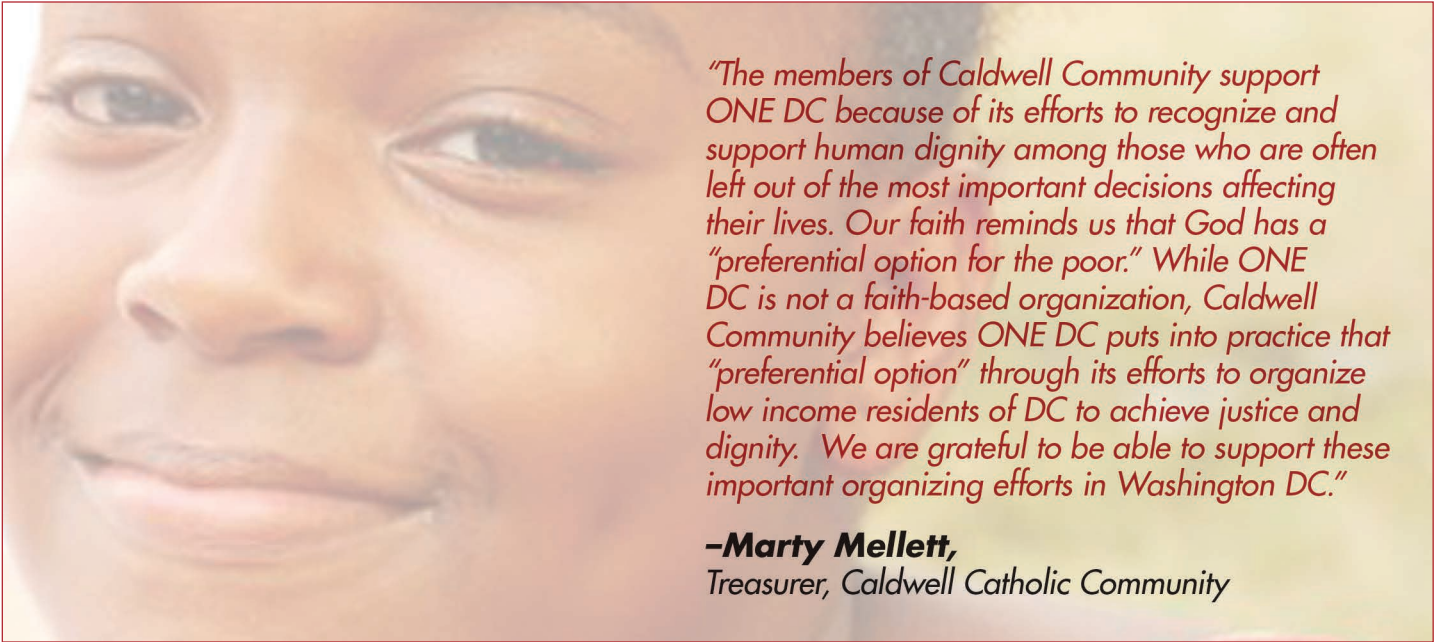 “The members of Caldwell Community support
ONE DC because of its efforts to recognize and
support human dignity among those who are often
left out of the most important decisions affecting
their lives. Our faith reminds us that God has a
“preferential option for the poor.” While ONE
DC is not a faith-based organization, Caldwell
Community believes ONE DC puts into practice that
“preferential option” through its efforts to organize
low income residents of DC to achieve justice and
dignity.  We are grateful to be able to support these
important organizing efforts in Washington DC.”
–Marty Mellett,
Treasurer, Caldwell Catholic Community